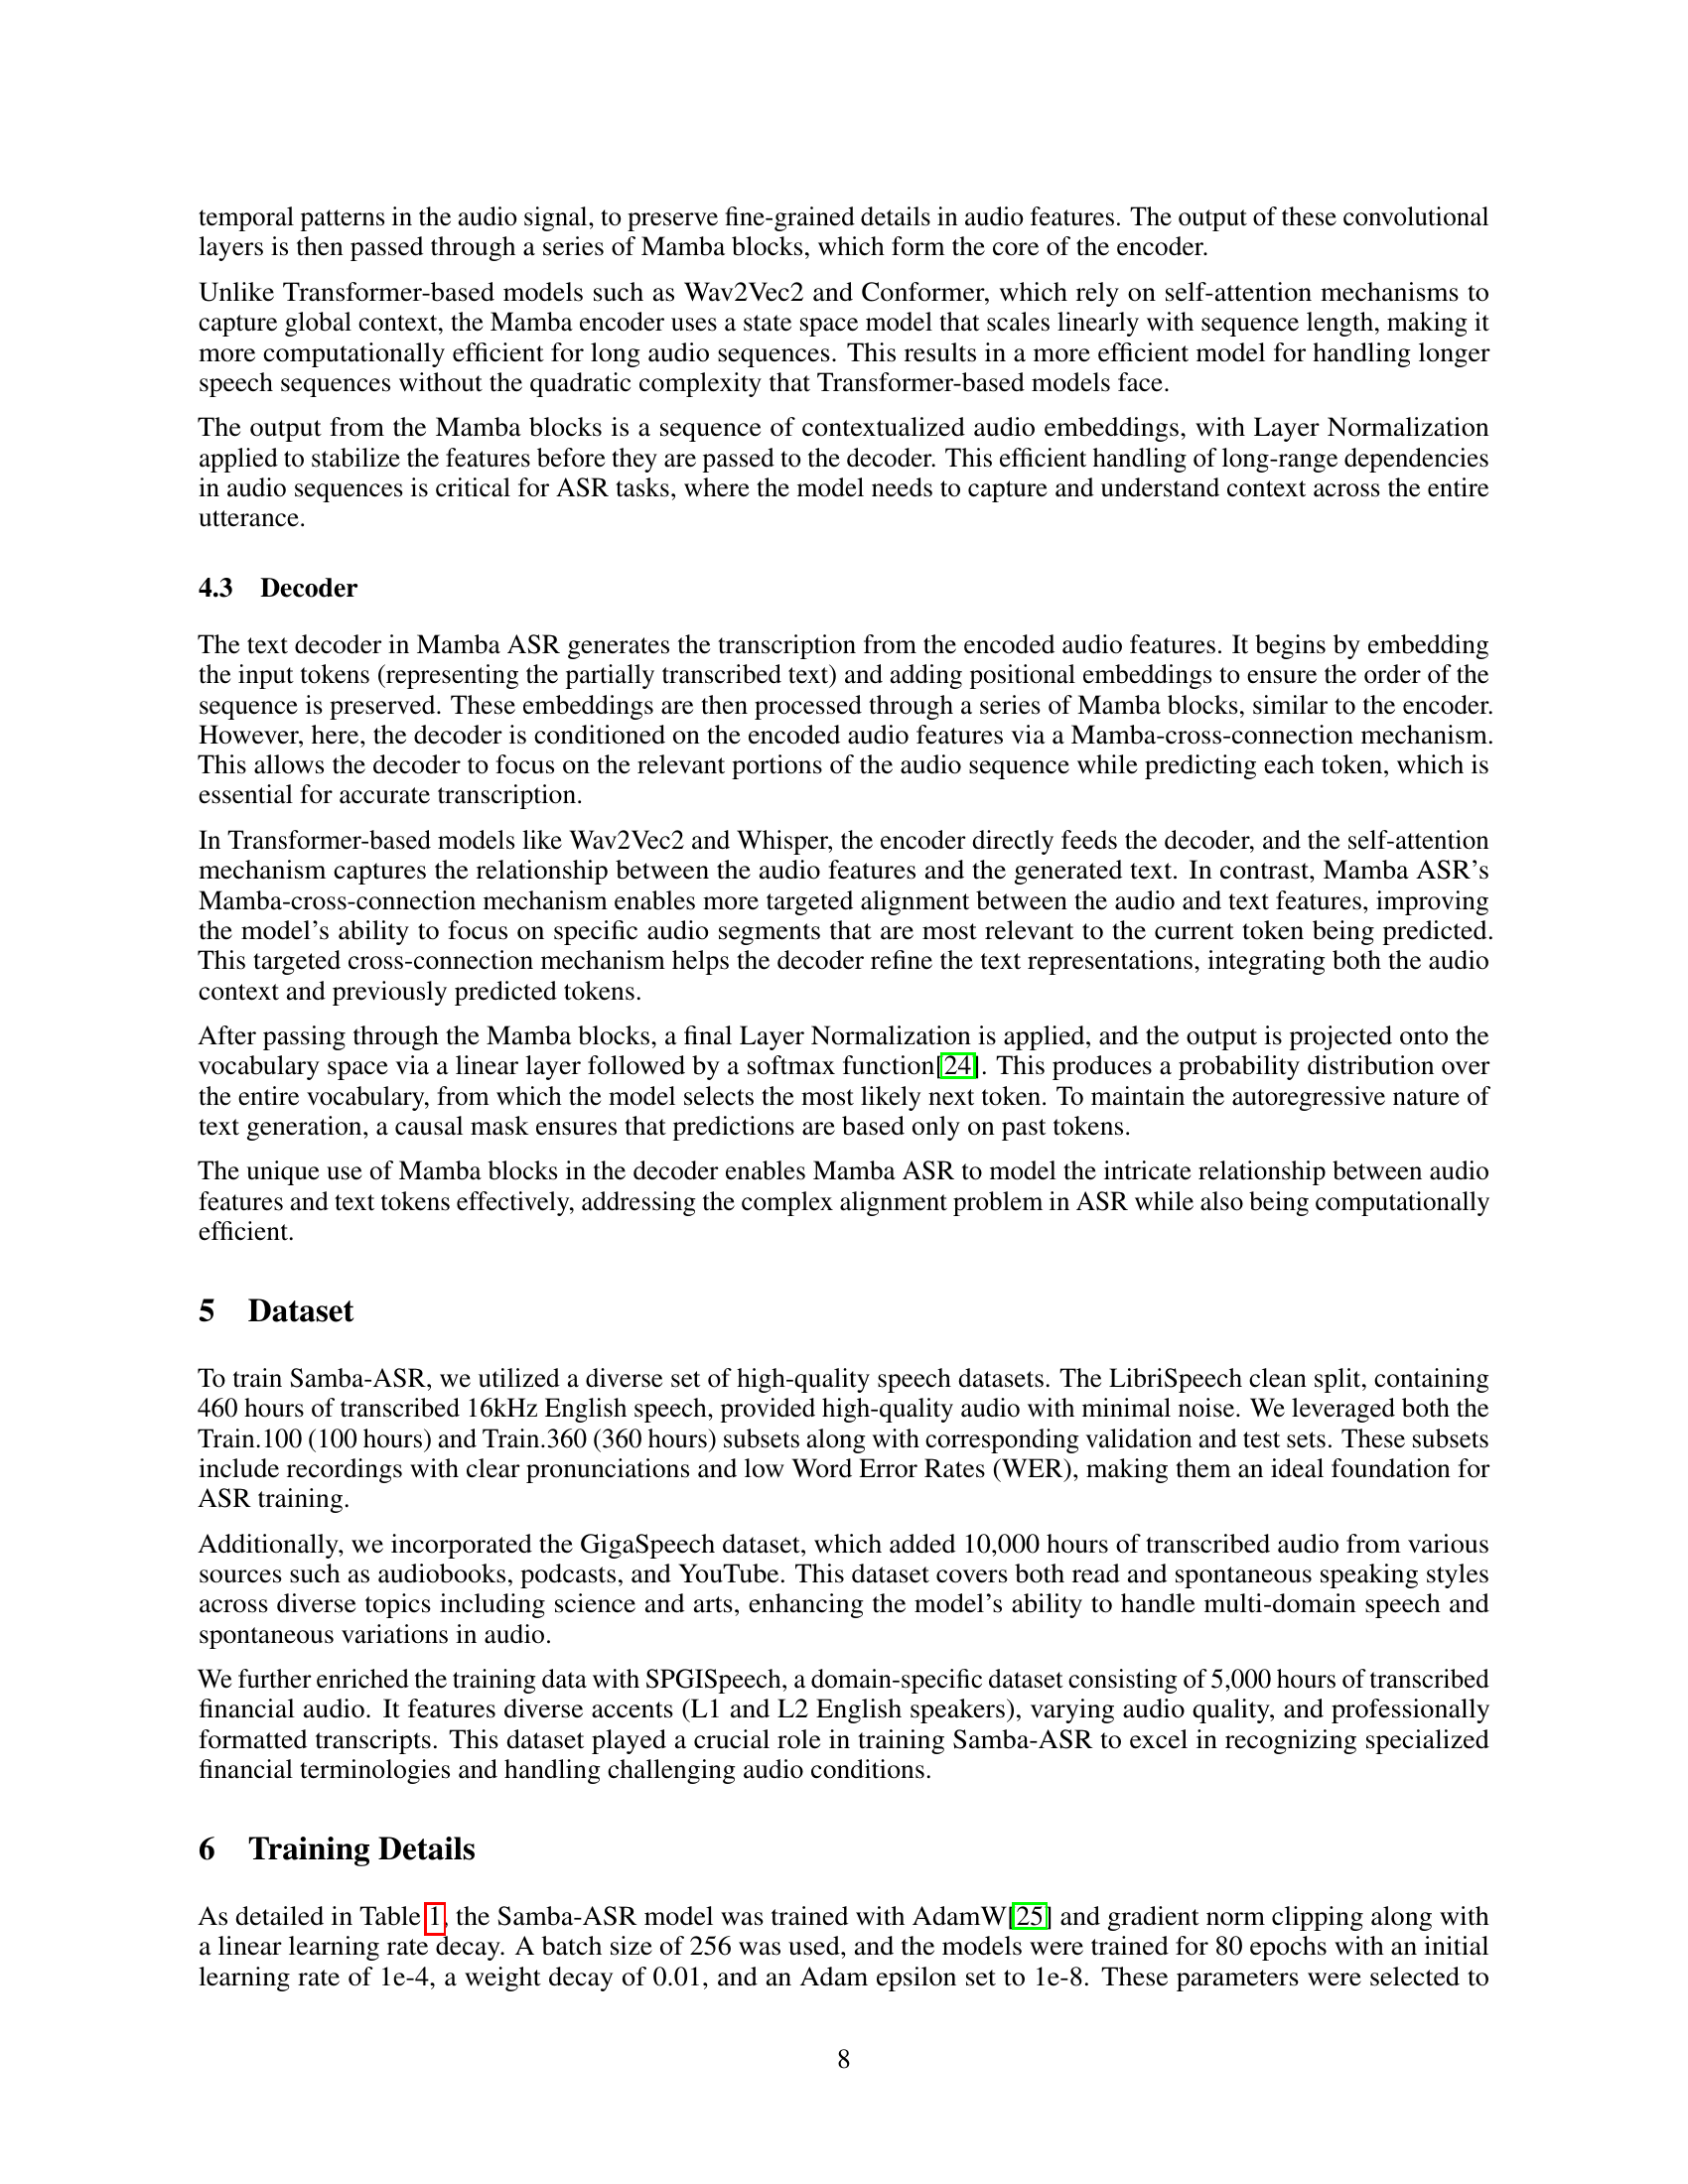 temporal patterns in the audio signal, to preserve fine-grained details in audio features. The output of these convolutional
layers is then passed through a series of Mamba blocks, which form the core of the encoder.
Unlike Transformer-based models such as Wav2Vec2 and Conformer, which rely on self-attention mechanisms to
capture global context, the Mamba encoder uses a state space model that scales linearly with sequence length, making it
more computationally efficient for long audio sequences. This results in a more efficient model for handling longer
speech sequences without the quadratic complexity that Transformer-based models face.
The output from the Mamba blocks is a sequence of contextualized audio embeddings, with Layer Normalization
applied to stabilize the features before they are passed to the decoder. This efficient handling of long-range dependencies
in audio sequences is critical for ASR tasks, where the model needs to capture and understand context across the entire
utterance.
4.3 Decoder
The text decoder in Mamba ASR generates the transcription from the encoded audio features. It begins by embedding
the input tokens (representing the partially transcribed text) and adding positional embeddings to ensure the order of the
sequence is preserved. These embeddings are then processed through a series of Mamba blocks, similar to the encoder.
However, here, the decoder is conditioned on the encoded audio features via a Mamba-cross-connection mechanism.
This allows the decoder to focus on the relevant portions of the audio sequence while predicting each token, which is
essential for accurate transcription.
In Transformer-based models like Wav2Vec2 and Whisper, the encoder directly feeds the decoder, and the self-attention
mechanism captures the relationship between the audio features and the generated text. In contrast, Mamba ASR's
Mamba-cross-connection mechanism enables more targeted alignment between the audio and text features, improving
the model's ability to focus on specific audio segments that are most relevant to the current token being predicted.
This targeted cross-connection mechanism helps the decoder refine the text representations, integrating both the audio
context and previously predicted tokens.
After passing through the Mamba blocks, a final Layer Normalization is applied, and the output is projected onto the
vocabulary space via a linear layer followed by a softmax function[24]. This produces a probability distribution over
the entire vocabulary, from which the model selects the most likely next token. To maintain the autoregressive nature of
text generation, a causal mask ensures that predictions are based only on past tokens.
The unique use of Mamba blocks in the decoder enables Mamba ASR to model the intricate relationship between audio
features and text tokens effectively, addressing the complex alignment problem in ASR while also being computationally
efficient.
5 Dataset
To train Samba-ASR, we utilized a diverse set of high-quality speech datasets. The LibriSpeech clean split, containing
460 hours of transcribed 16kHz English speech, provided high-quality audio with minimal noise. We leveraged both the
Train.100 (100 hours) and Train.360 (360 hours) subsets along with corresponding validation and test sets. These subsets
include recordings with clear pronunciations and low Word Error Rates (WER), making them an ideal foundation for
ASR training.
Additionally, we incorporated the GigaSpeech dataset, which added 10,000 hours of transcribed audio from various
sources such as audiobooks, podcasts, and YouTube. This dataset covers both read and spontaneous speaking styles
across diverse topics including science and arts, enhancing the model's ability to handle multi-domain speech and
spontaneous variations in audio.
We further enriched the training data with SPGISpeech, a domain-specific dataset consisting of 5,000 hours of transcribed
financial audio. It features diverse accents (L1 and L2 English speakers), varying audio quality, and professionally
formatted transcripts. This dataset played a crucial role in training Samba-ASR to excel in recognizing specialized
financial terminologies and handling challenging audio conditions.
6 Training Details
As detailed in Table 1, the Samba-ASR model was trained with AdamW[25] and gradient norm clipping along with
a linear learning rate decay. A batch size of 256 was used, and the models were trained for 80 epochs with an initial
learning rate of 1e-4, a weight decay of 0.01, and an Adam epsilon set to 1e-8. These parameters were selected to
8